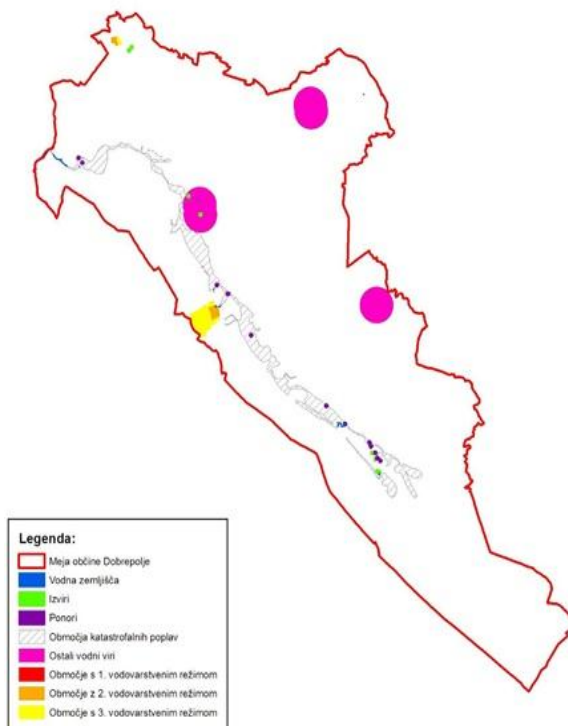 Legenda:
Meja občine Dobrepolje
Vodna zemljišča
Izviri
Ponori
Območja katastrofalnih poplav
Ostali vodni viri
Območje s 1. vodovarstvenim režimom
Območje z 2. vodovarstvenim režimom
Območje s 3. vodovarstvenim režimom